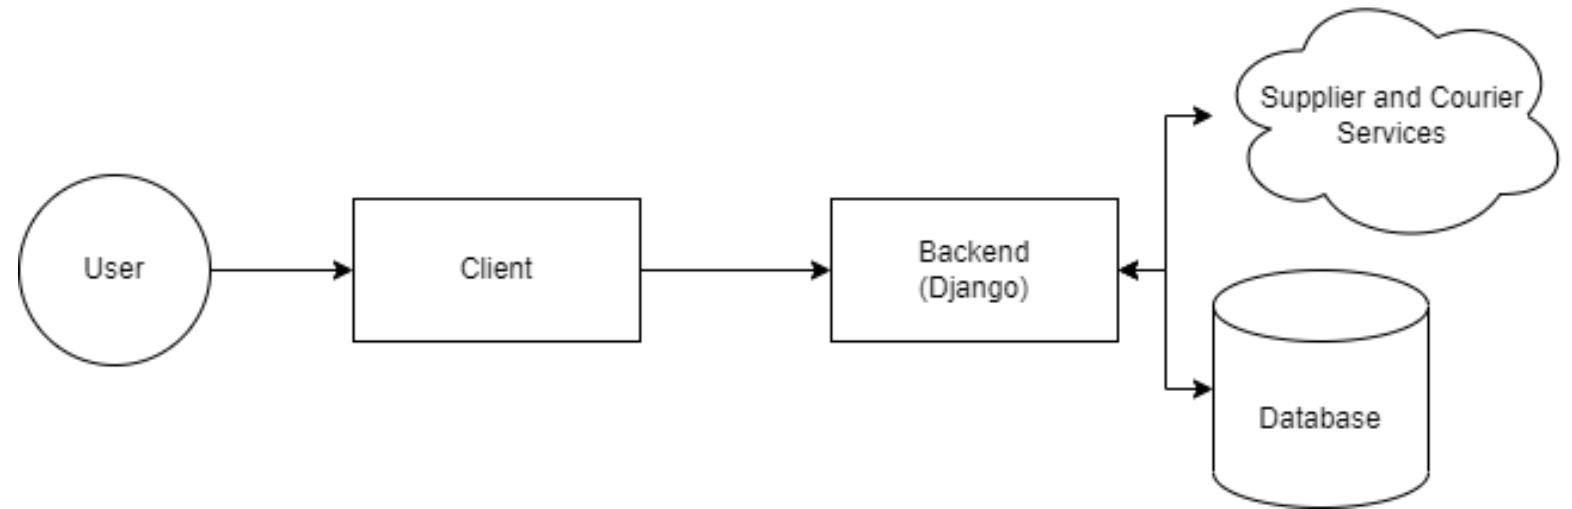 User
Client
Backend
(Django)
Supplier and Courier
Services
Database